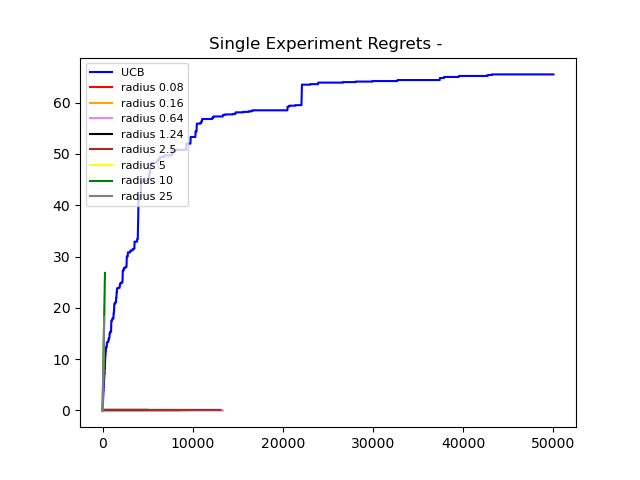 Single Experiment Regrets -
UCB
radius 0.08
radius 0.16
radius 0.64
radius 1.24
radius 2.5
radius 5
radius 10
radius 25
60
50
40
30
20
10
0
0 10000 20000 30000 40000 50000